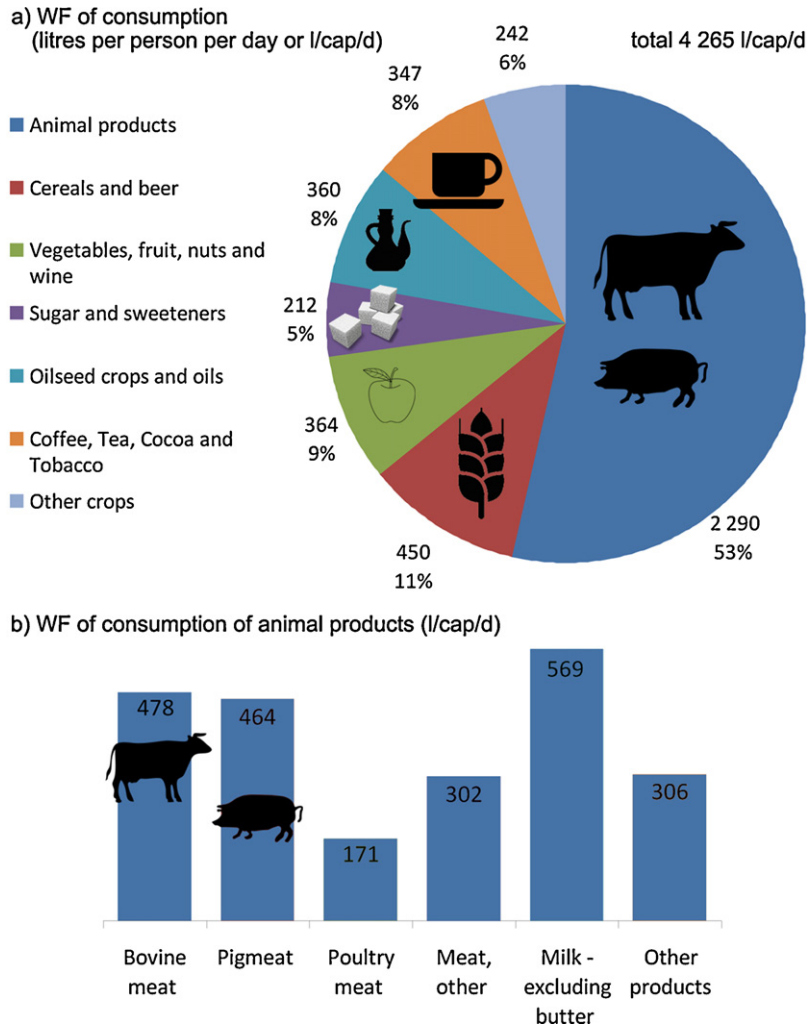 a) WF of consumption
(litres per person per day or l/cap/d)
total 4 265 l/cap/d
Animal products
Cereals and beer
Vegetables, fruit, nuts and
wine
Sugar and sweeteners
Oilseed crops and oils
Coffee, Tea, Cocoa and
Tobacco
Other crops
242
6%
347
8%
360
8%
212
5%
364
9%
450
11%
2 290
53%
b) WF of consumption of animal products (l/cap/d)
478
464
171
302
569
306
Bovine
meat
Pigmeat
Poultry
meat
Meat,
other
Milk -
excluding
butter
Other
products